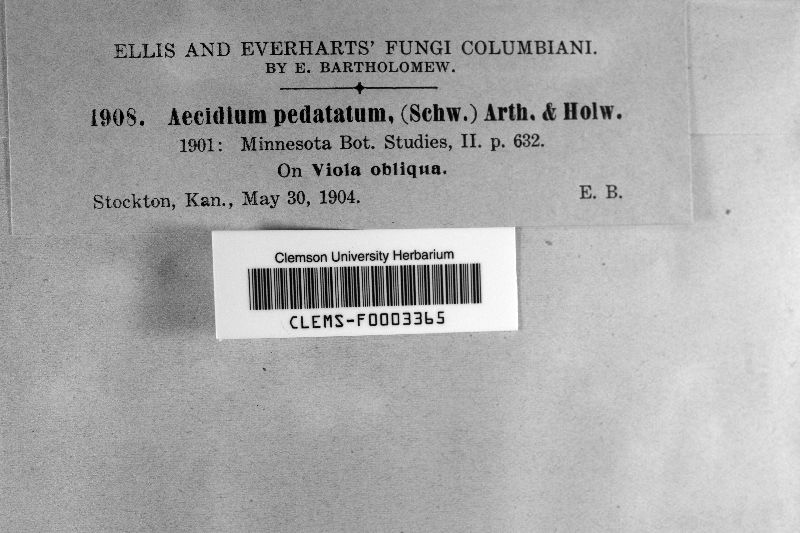 ELLIS AND EVERHARTS' FUNGI COLUMBIANI.
BY E. BARTHOLOMEW.
1908. Aecidium pedatatum, (Schw.) Arth. & Holw.
1901: Minnesota Bot. Studies, II. p. 632.
On Viola obliqua.
Stockton, Kan., May 30, 1904. E. B.
Clemson University Herbarium
CLEMS-F0003365